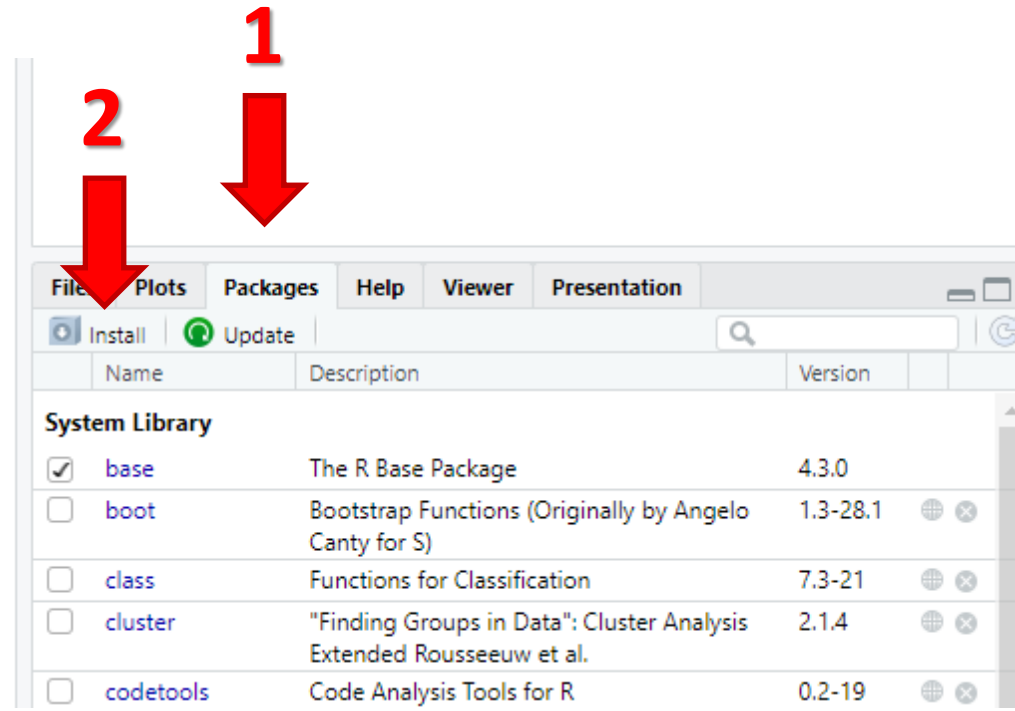 1
2
Files Plots Packages Help Viewer Presentation
Install Update
Name Description Version
System Library
base The R Base Package 4.3.0
boot Bootstrap Functions (Originally by Angelo 1.3-28.1
Canty for S)
class Functions for Classification 7.3-21
cluster "Finding Groups in Data": Cluster Analysis 2.1.4
Extended Rousseeuw et al.
codetools Code Analysis Tools for R 0.2-19